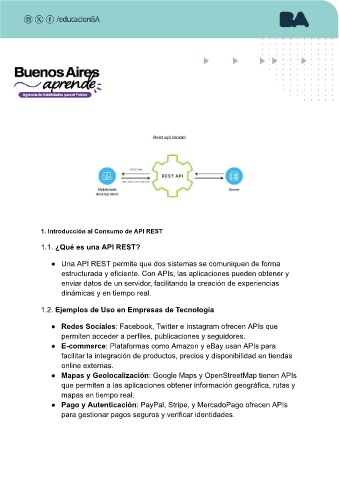 /educacionBA
BA
Buenos Aires
aprende
Agencia de Habilidades para el Futuro
Rest api model
REST API
Mobile/web
desktop client
Server
1. Introducción al Consumo de API REST
1.1. ¿Qué es una API REST?
● Una API REST permite que dos sistemas se comuniquen de forma
estructurada y eficiente. Con APIs, las aplicaciones pueden obtener y
enviar datos de un servidor, facilitando la creación de experiencias
dinámicas y en tiempo real.
1.2. Ejemplos de Uso en Empresas de Tecnología
● Redes Sociales: Facebook, Twitter e Instagram ofrecen APIs que
permiten acceder a perfiles, publicaciones y seguidores.
● E-commerce: Plataformas como Amazon y eBay usan APIs para
facilitar la integración de productos, precios y disponibilidad en tiendas
online externas.
● Mapas y Geolocalización: Google Maps y OpenStreetMap tienen APIs
que permiten a las aplicaciones obtener información geográfica, rutas y
mapas en tiempo real.
● Pago y Autenticación: PayPal, Stripe, y MercadoPago ofrecen APIs
para gestionar pagos seguros y verificar identidades.